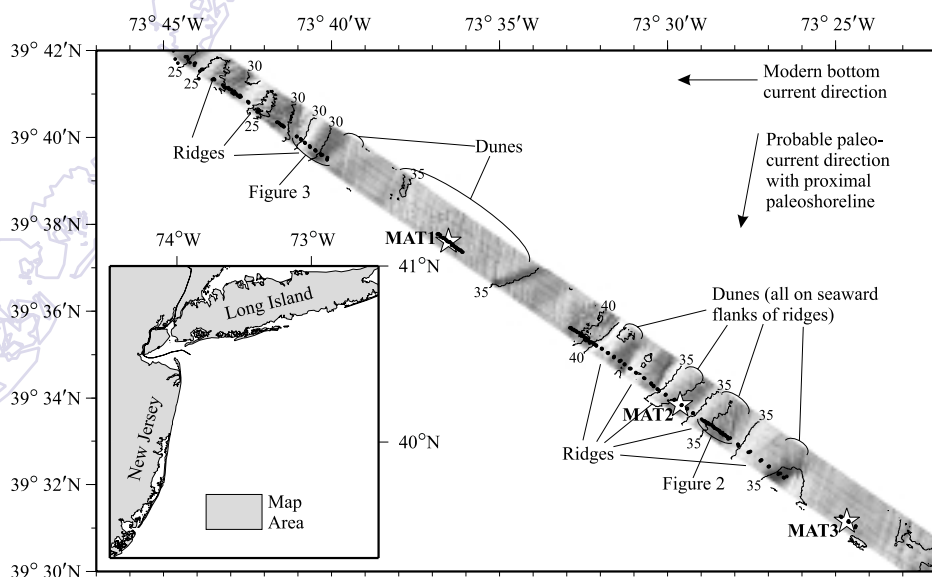 73° 45′W 73° 40′W 73° 35′W 73° 30′W 73° 25′W
39° 42′N
39° 40′N
39° 38′N
39° 36′N
39° 34′N
39° 32′N
39° 30′N
Modern bottom
current direction
Probable paleo-
current direction
with proximal
paleoshoreline
25
25
30
25
30
30
30
Ridges
Figure 3
Dunes
35
MAT1
35
Dunes (all on seaward
flanks of ridges)
40
40
35
35
35
MAT2
35
Ridges
Figure 2
35
MAT3
74° W 73° W
41° N
40° N
Long Island
New Jersey
Map
Area